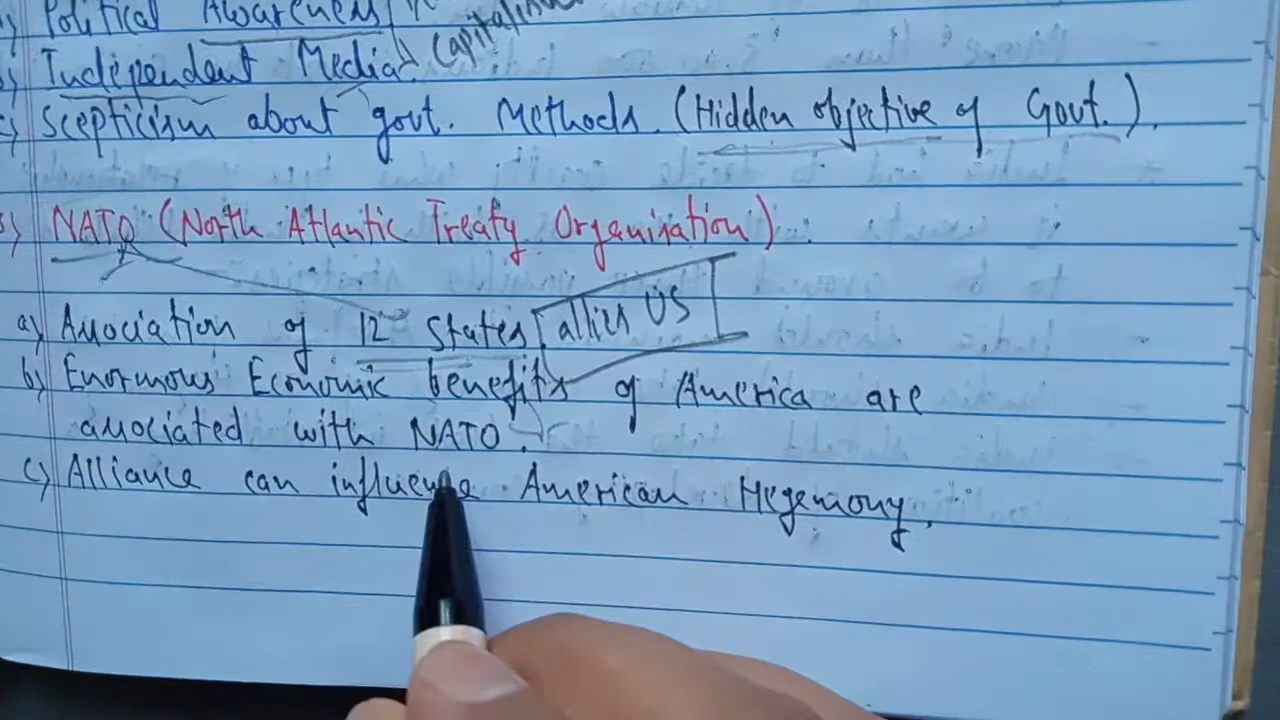 Political Awareness
Independent Media. (Capitalism
c) Scepticism about govt. Methods. (Hidden objective of Govt.).
3) NATO (North Atlantic Treaty Organisation).
a) Association of 12 States allies US
b) Enormous Economic benefits of America are
associated with NATO.
c) Alliance can influence American Hegemony.